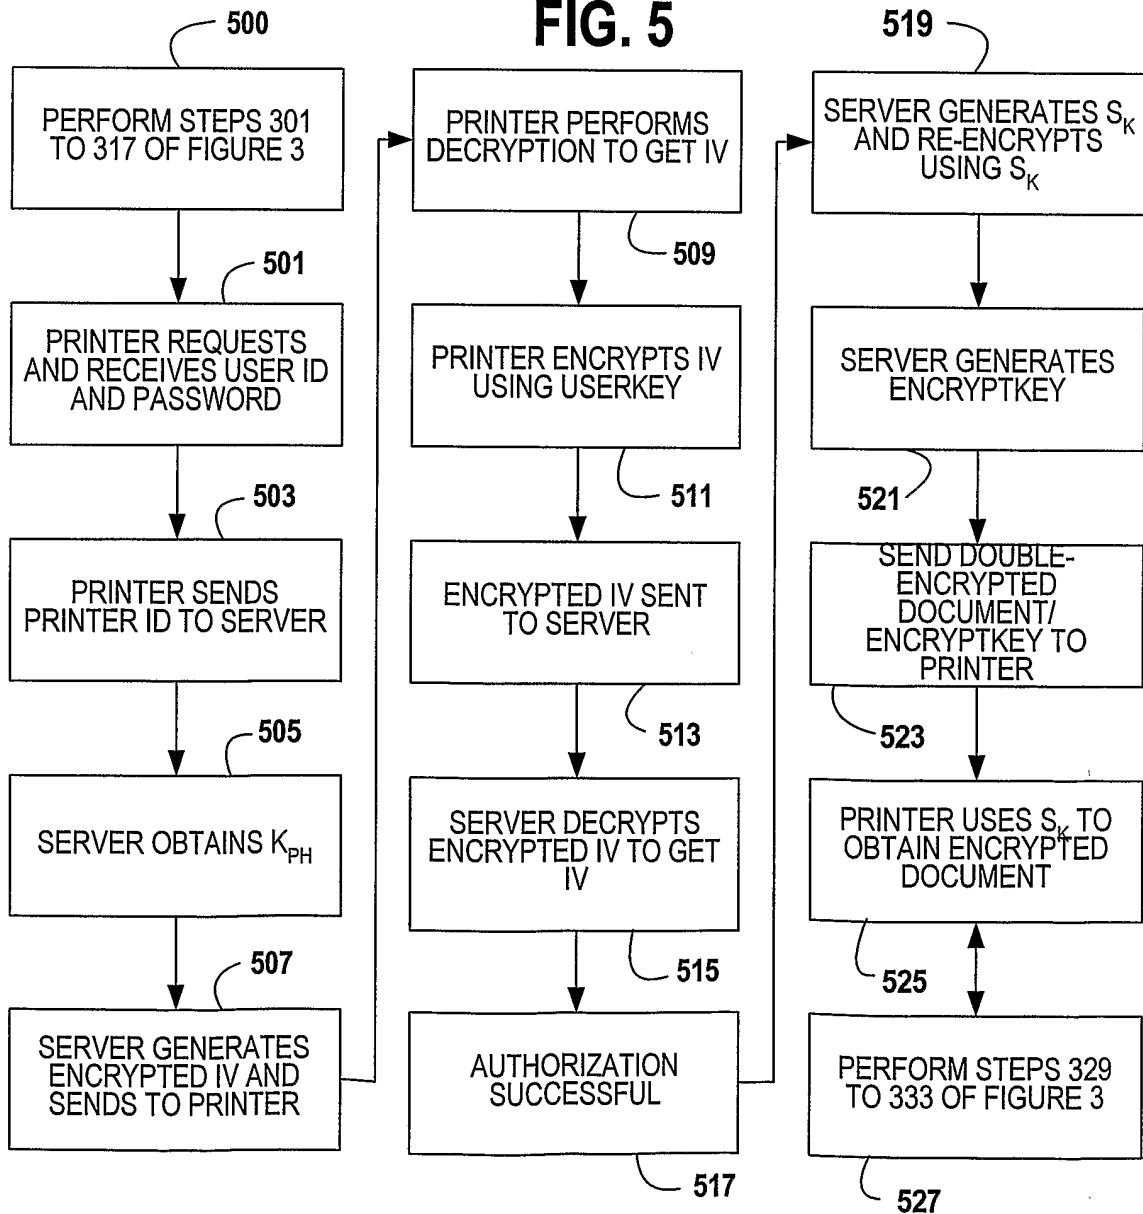 FIG. 5
500
PERFORM STEPS 301
TO 317 OF FIGURE 3
501
PRINTER REQUESTS
AND RECEIVES USER ID
AND PASSWORD
503
PRINTER SENDS
PRINTER ID TO SERVER
505
SERVER OBTAINS K_PH
507
SERVER GENERATES
ENCRYPTED IV AND
SENDS TO PRINTER
PRINTER PERFORMS
DECRYPTION TO GET IV
509
PRINTER ENCRYPTS IV
USING USERKEY
511
ENCRYPTED IV SENT
TO SERVER
513
SERVER DECRYPTS
ENCRYPTED IV TO GET
IV
515
AUTHORIZATION
SUCCESSFUL
517
519
SERVER GENERATES S_K
AND RE-ENCRYPTS
USING S_K
SERVER GENERATES
ENCRYPTKEY
521
SEND DOUBLE-
ENCRYPTED
DOCUMENT/
ENCRYPTKEY TO
PRINTER
523
PRINTER USES S_K TO
OBTAIN ENCRYPTED
DOCUMENT
525
PERFORM STEPS 329
TO 333 OF FIGURE 3
527